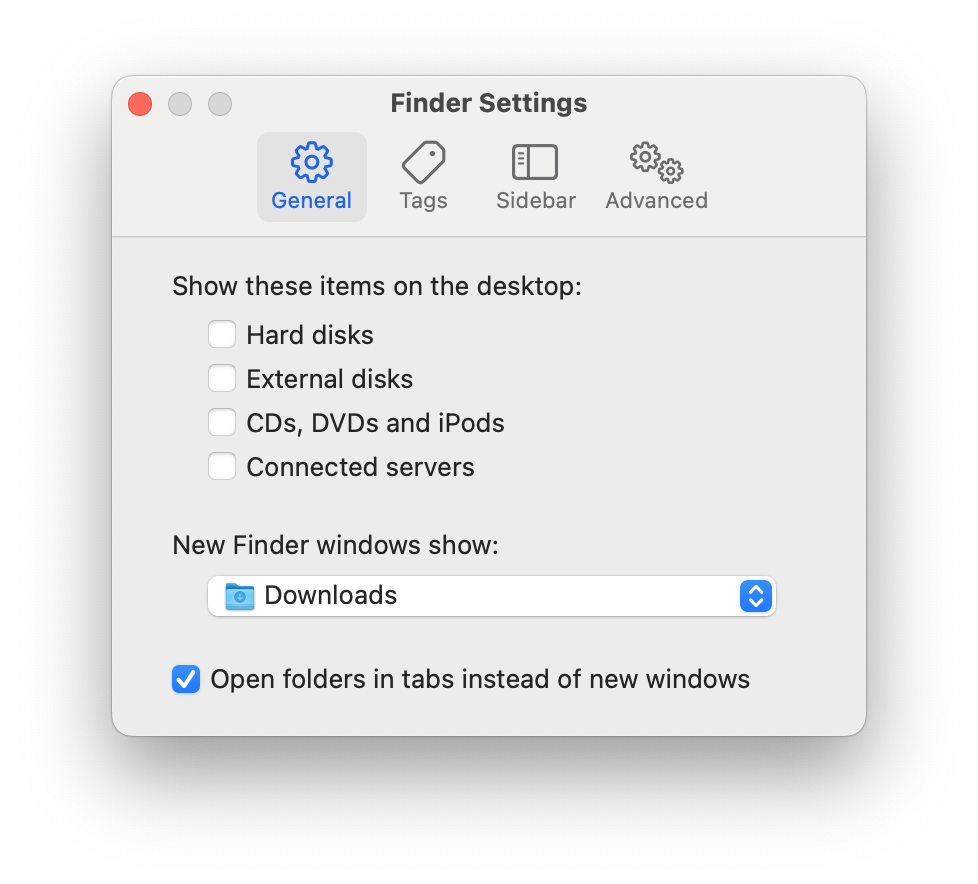 Finder Settings
General Tags Sidebar Advanced
Show these items on the desktop:
Hard disks
External disks
CDs, DVDs and iPods
Connected servers
New Finder windows show:
Downloads
Open folders in tabs instead of new windows